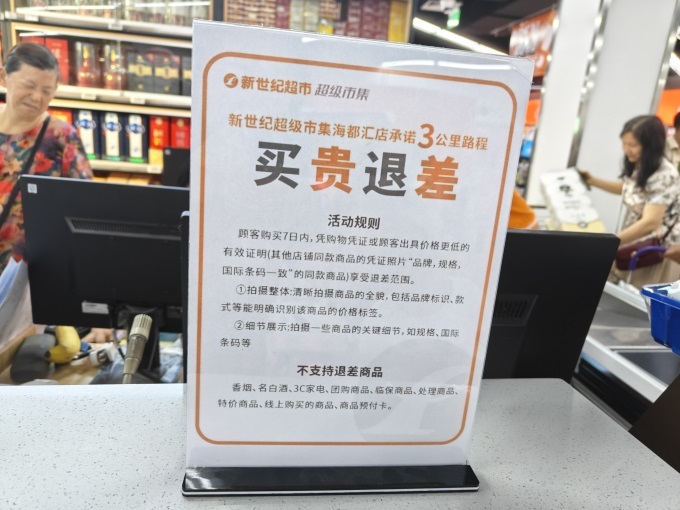 新世纪超市 超级市集
新世纪超级市集海都汇店承诺3公里路程
买贵退差
活动规则
顾客购买7日内，凭购物凭证或顾客出具价格更低的
有效证明(其他店铺同款商品的凭证照片“品牌，规格，
国际条码一致”的同款商品)享受退差范围。
①拍摄整体:清晰拍摄商品的全貌，包括品牌标识、款
式等能明确识别该商品的价格标签。
②细节展示:拍摄一些商品的关键细节，如规格、国际
条码等
不支持退差商品
香烟、名白酒、3C家电、团购商品、临保商品、处理商品、
特价商品、线上购买的商品、商品预付卡。